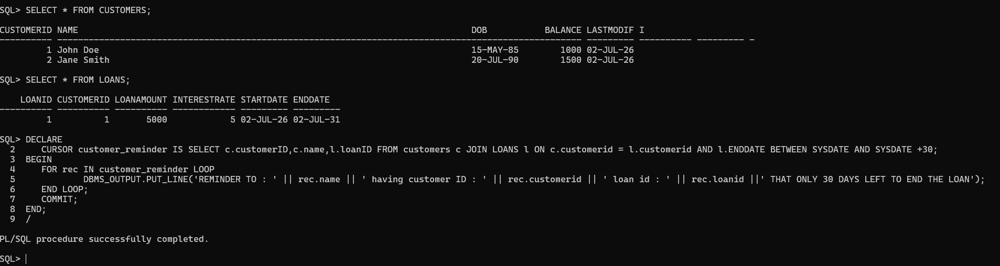 SQL> SELECT * FROM CUSTOMERS;
CUSTOMERID NAME                                                                               DOB           BALANCE LASTMODIF I
---------- ---------------------------------------------------------------------------------------------------- --------- ---------- --------- -
         1 John Doe                                                                           15-MAY-85        1000 02-JUL-26
         2 Jane Smith                                                                         20-JUL-90        1500 02-JUL-26
SQL> SELECT * FROM LOANS;
    LOANID CUSTOMERID LOANAMOUNT INTERESTRATE STARTDATE ENDDATE
---------- ---------- ---------- ------------ --------- ---------
         1          1       5000            5 02-JUL-26 02-JUL-31
SQL> DECLARE
  2     CURSOR customer_reminder IS SELECT c.customerID,c.name,l.loanID FROM customers c JOIN LOANS l ON c.customerid = l.customerid AND l.ENDDATE BETWEEN SYSDATE AND SYSDATE +30;
  3  BEGIN
  4     FOR rec IN customer_reminder LOOP
  5             DBMS_OUTPUT.PUT_LINE('REMINDER TO : ' || rec.name || ' having customer ID : ' || rec.customerid || ' loan id : ' || rec.loanid ||' THAT ONLY 30 DAYS LEFT TO END THE LOAN');
  6     END LOOP;
  7     COMMIT;
  8  END;
  9  /
PL/SQL procedure successfully completed.
SQL>